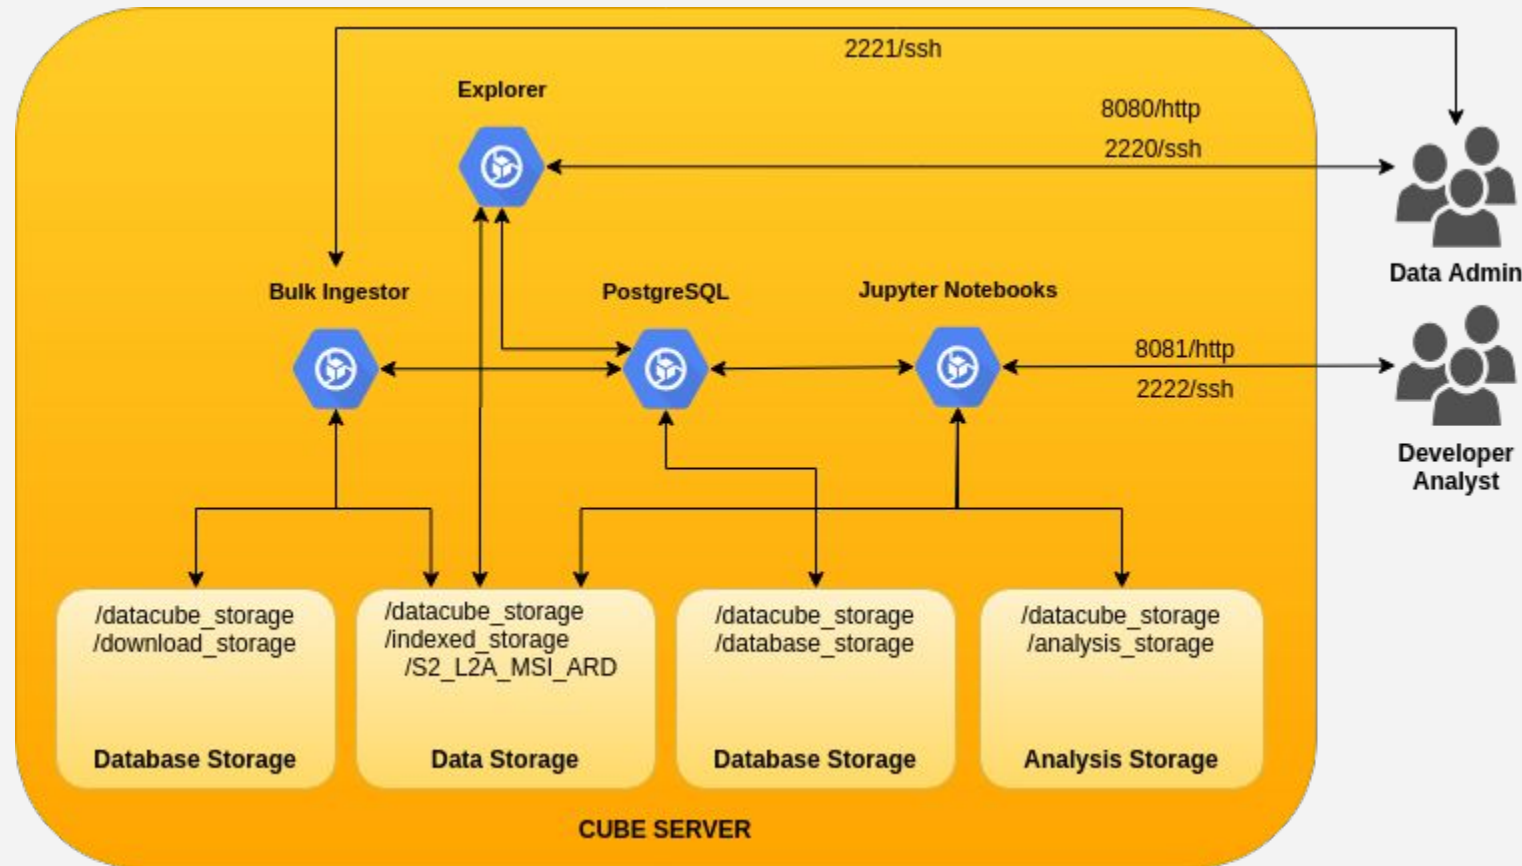 2221/ssh
Explorer
8080/http
2220/ssh
Data Admin
Bulk Ingestor
PostgreSQL
Jupyter Notebooks
8081/http
2222/ssh
Developer
Analyst
/datacube_storage
/download_storage
Database Storage
/datacube_storage
/indexed_storage
/S2_L2A_MSI_ARD
Data Storage
/datacube_storage
/database_storage
Database Storage
/datacube_storage
/analysis_storage
Analysis Storage
CUBE SERVER